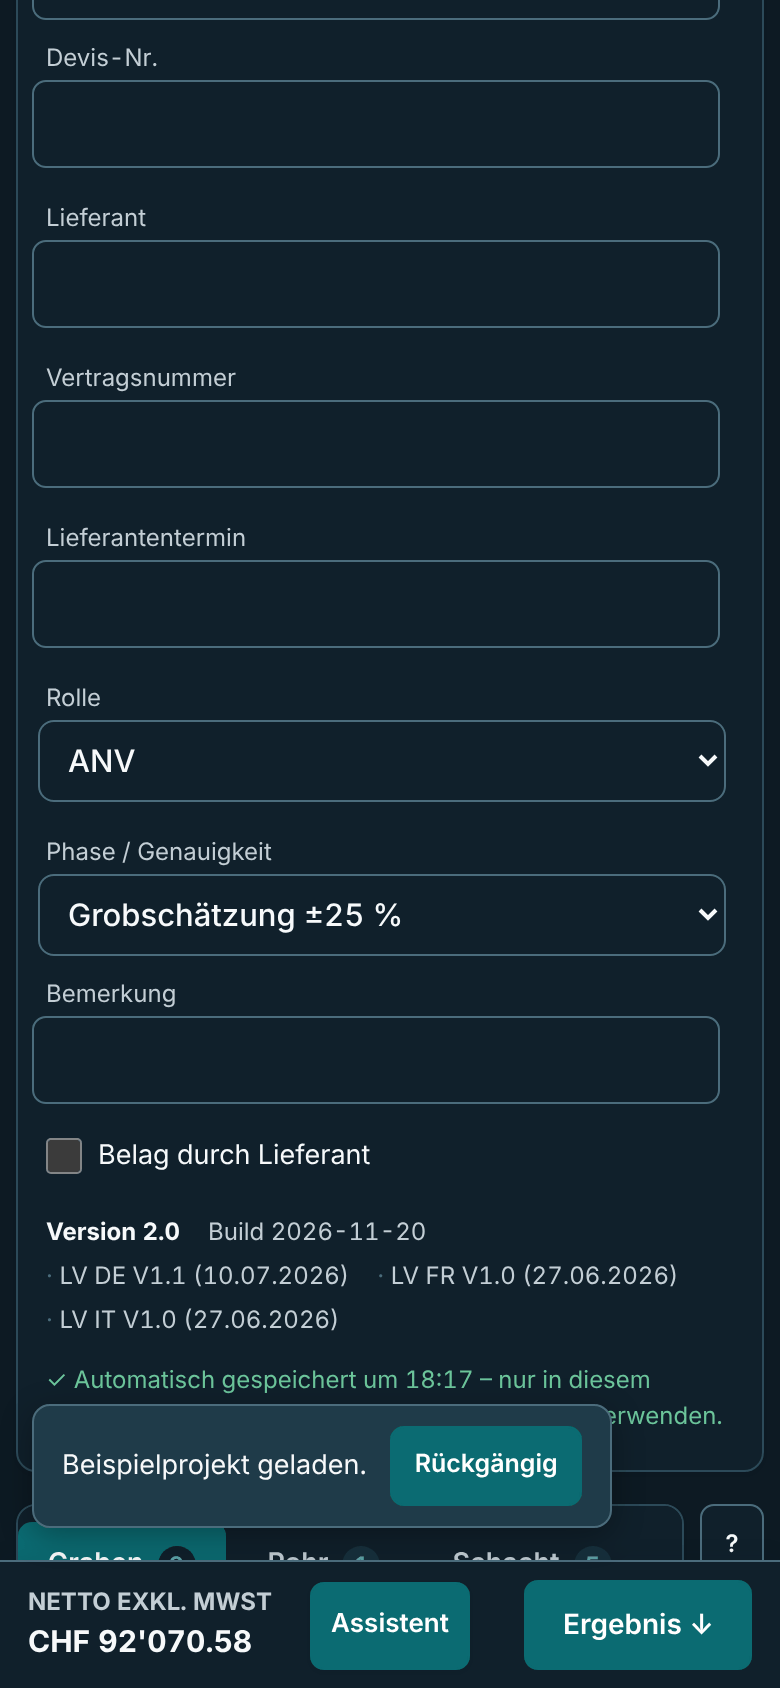 Devis-Nr.
Lieferant
Vertragsnummer
Lieferantentermin
Rolle
ANV
Phase / Genauigkeit
Grobschätzung ±25 %
Bemerkung
Belag durch Lieferant
Version 2.0 Build 2026-11-20
· LV DE V1.1 (10.07.2026) · LV FR V1.0 (27.06.2026)
· LV IT V1.0 (27.06.2026)
✓ Automatisch gespeichert um 18:17 – nur in diesem
erwenden.
Beispielprojekt geladen. Rückgängig
?
NETTO EXKL. MWST
CHF 92'070.58
Assistent
Ergebnis ↓